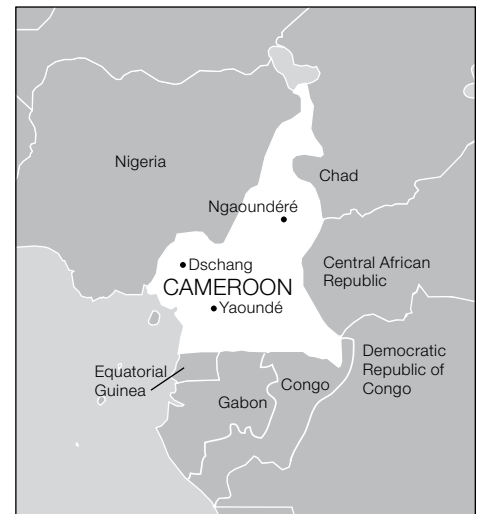 Nigeria
Chad
Ngaoundéré
Dschang
Central African
Republic
CAMEROON
Yaoundé
Democratic
Republic of
Congo
Equatorial
Guinea
Congo
Gabon